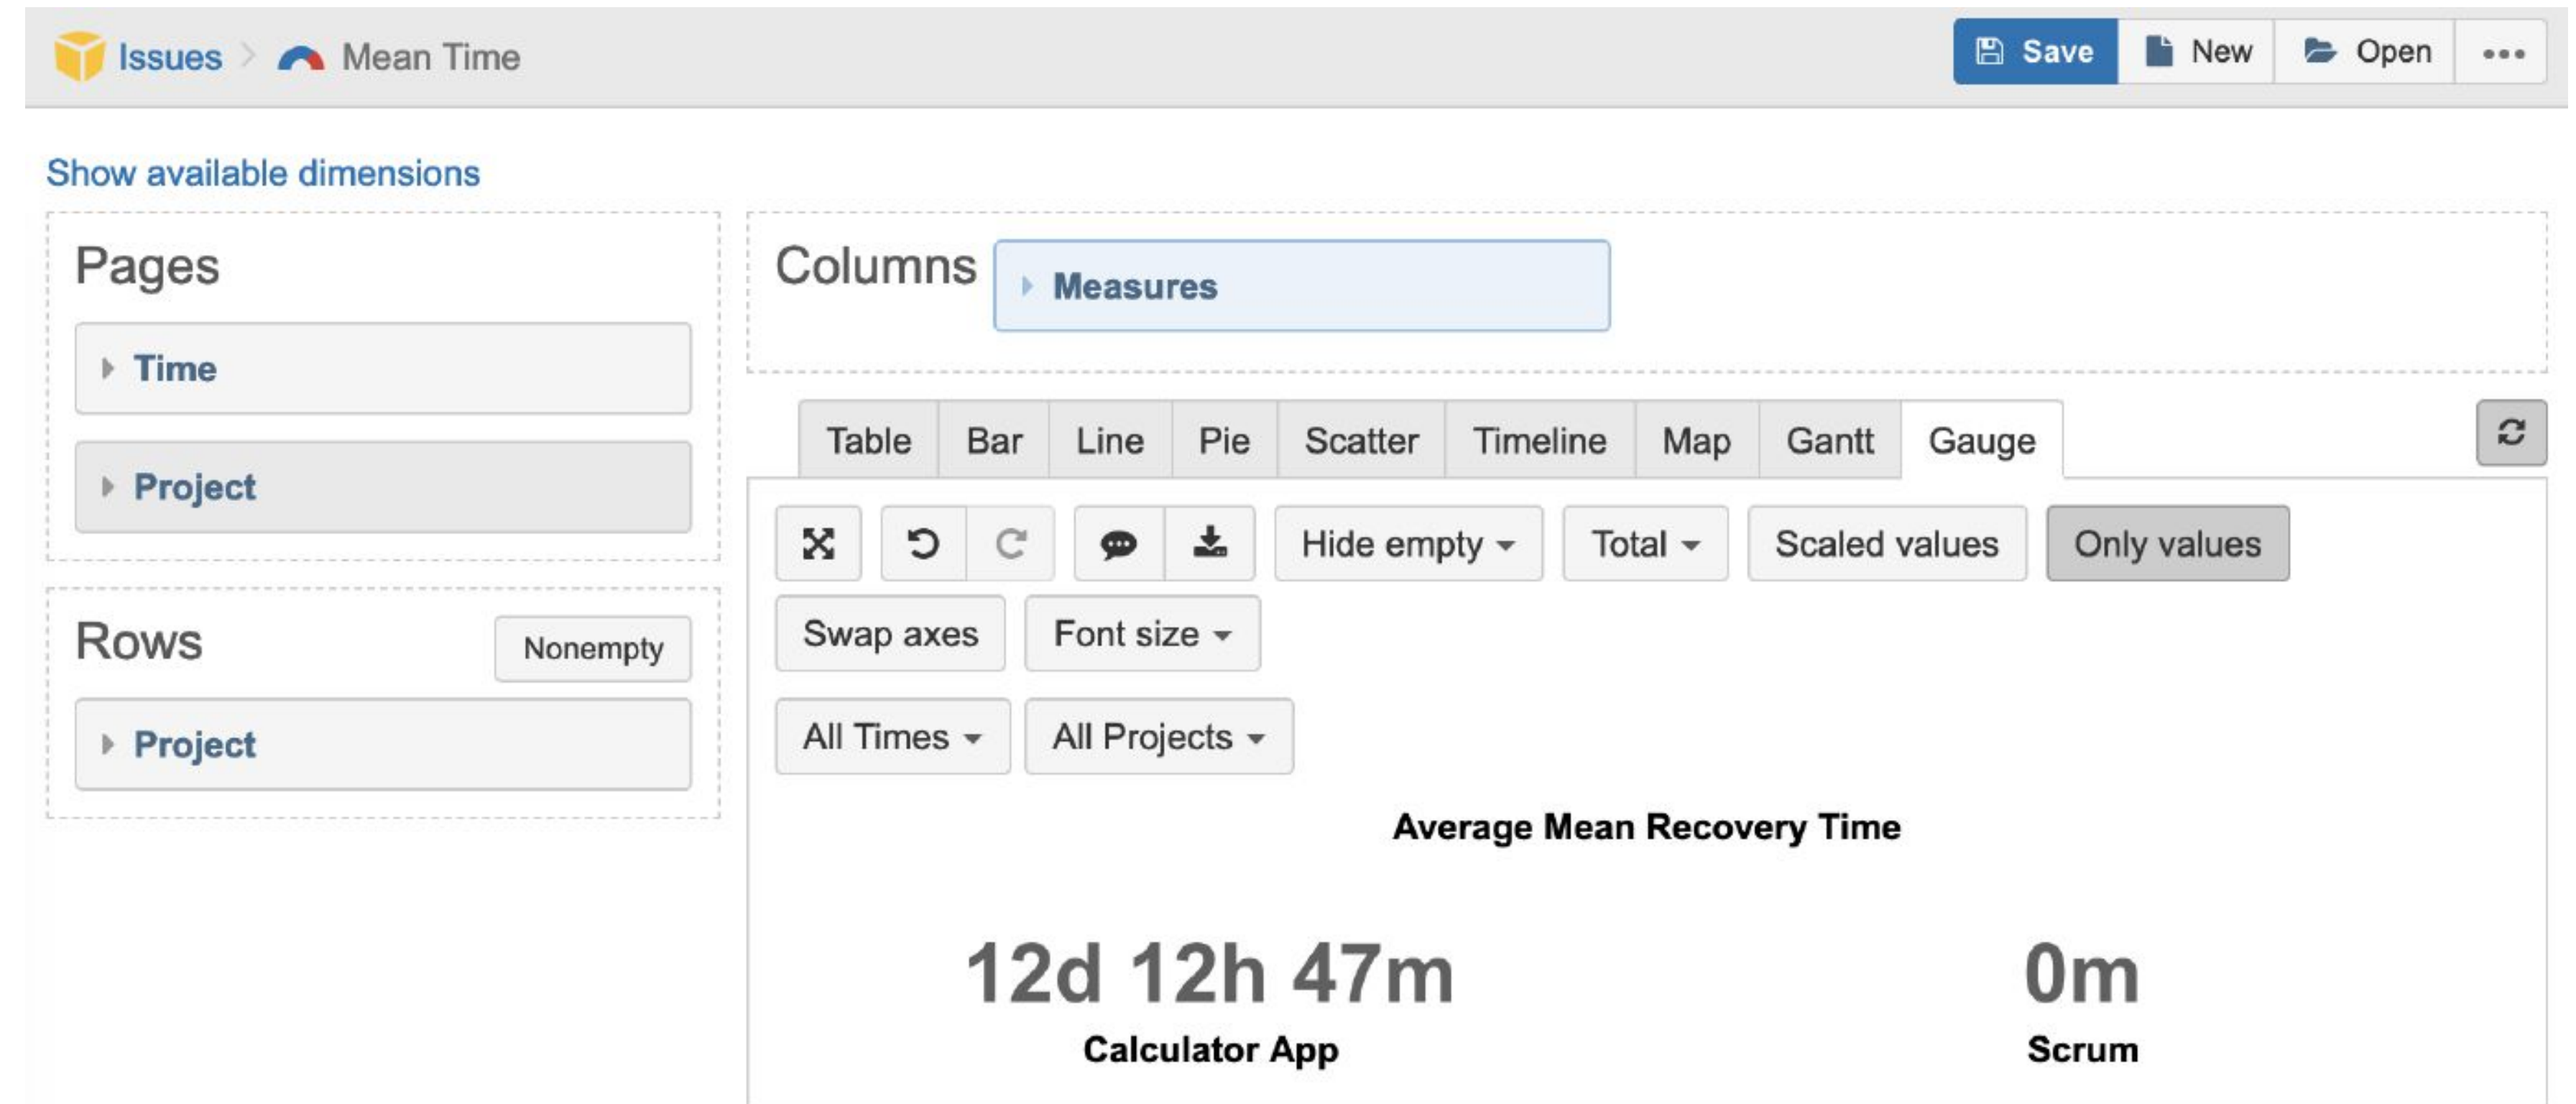 Issues > Mean Time
Save New Open
Show available dimensions
Pages
Time
Project
Rows Nonempty
Project
Columns Measures
Table Bar Line Pie Scatter Timeline Map Gantt Gauge
Hide empty Total Scaled values Only values
Swap axes Font size
All Times All Projects
Average Mean Recovery Time
12d 12h 47m 0m
Calculator App Scrum